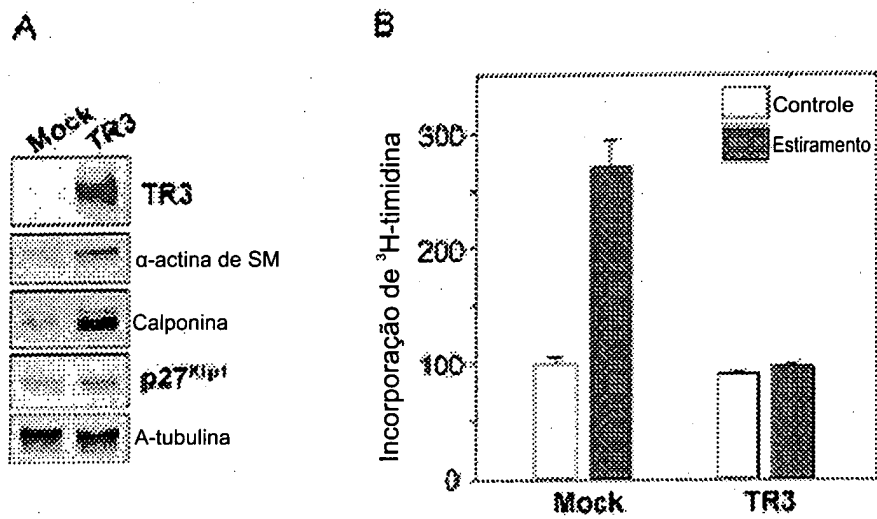 A
B
Mock TR3
TR3
α-actina de SM
Calponina
p27Kip1
A-tubulina
Incorporação de ³H-timidina
300
200
100
0
Controle
Estiramento
Mock TR3